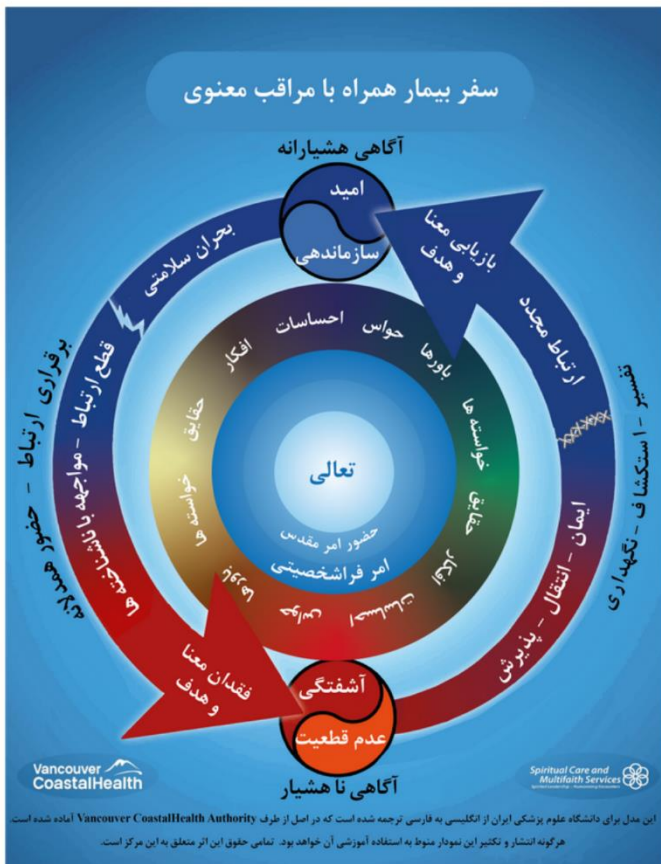 سفر بیمار همراه با مراقب معنوی
آگاهی هشیارانه
امید
سازماندهی
بحران سلامتی
قطع ارتباط - مواجهه با ناشناخته ها
برقراری ارتباط - حضور همدلانه
فقدان معنا
و هدف
آشفتگی
عدم قطعیت
آگاهی نا هشیار
ایمان - انتقال - پذیرش
تفسیر - استکشاف - نگهداری
ارتباط مجدد
بازیابی معنا
و هدف
احساسات
حواس
باورها
خواسته ها
حقایق
افکار
احساسات
حواس
باورها
خواسته ها
حقایق
افکار
تعالی
حضور امر مقدس
امر فراشخصیتی
Vancouver
CoastalHealth
Spiritual Care and
Multifaith Services
این مدل برای دانشگاه علوم پزشکی ایران از انگلیسی به فارسی ترجمه شده است که در اصل از طرف Vancouver CoastalHealth Authority آماده شده است.
هرگونه انتشار و تکثیر این نمودار منوط به استفاده آموزشی آن خواهد بود. تمامی حقوق این اثر متعلق به این مرکز است.